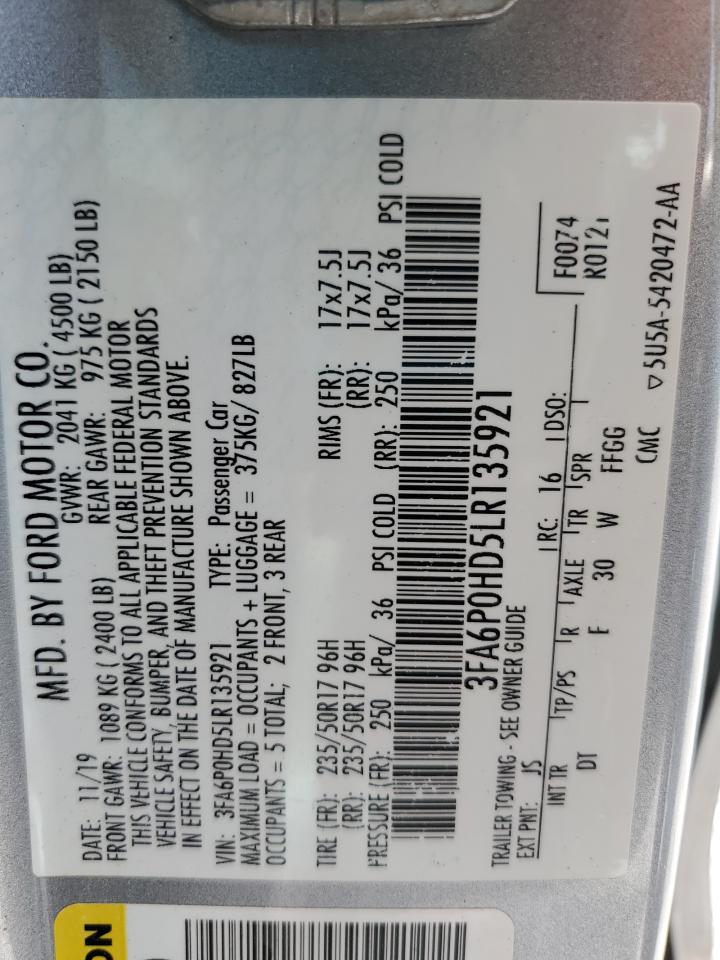 MFD. BY FORD MOTOR CO.
DATE: 11/19 GVWR: 2041 KG ( 4500 LB)
FRONT GAWR: 1089 KG ( 2400 LB) REAR GAWR: 975 KG ( 2150 LB)
THIS VEHICLE CONFORMS TO ALL APPLICABLE FEDERAL MOTOR
VEHICLE SAFETY, BUMPER, AND THEFT PREVENTION STANDARDS
IN EFFECT ON THE DATE OF MANUFACTURE SHOWN ABOVE.
VIN: 3FA6P0HD5LR135921 TYPE: Passenger Car
MAXIMUM LOAD = OCCUPANTS + LUGGAGE = 375KG/ 827LB
OCCUPANTS = 5 TOTAL; 2 FRONT, 3 REAR
TIRE (FR): 235/50R17 96H RIMS (FR): 17x7.5J
(RR): 235/50R17 96H (RR): 17x7.5J
PRESSURE (FR): 250 kPa/ 36 PSI COLD (RR): 250 kPa/ 36 PSI COLD
3FA6P0HD5LR135921
TRAILER TOWING - SEE OWNER GUIDE
EXT PNT: JS RC: 16 DSO: F0074
INT TR TP/PS R AXLE TR SPR
DT E 30 W FFGG
CMC ▽ 5U5A-5420472-AA
ON